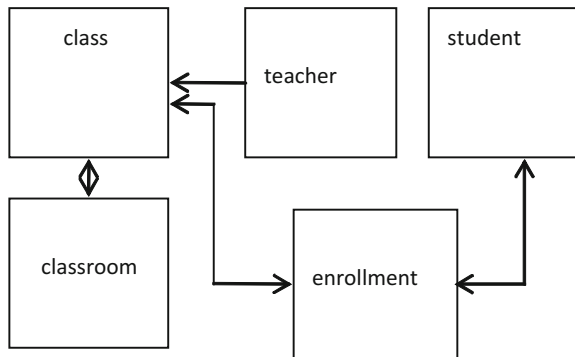 class
teacher
student
classroom
enrollment